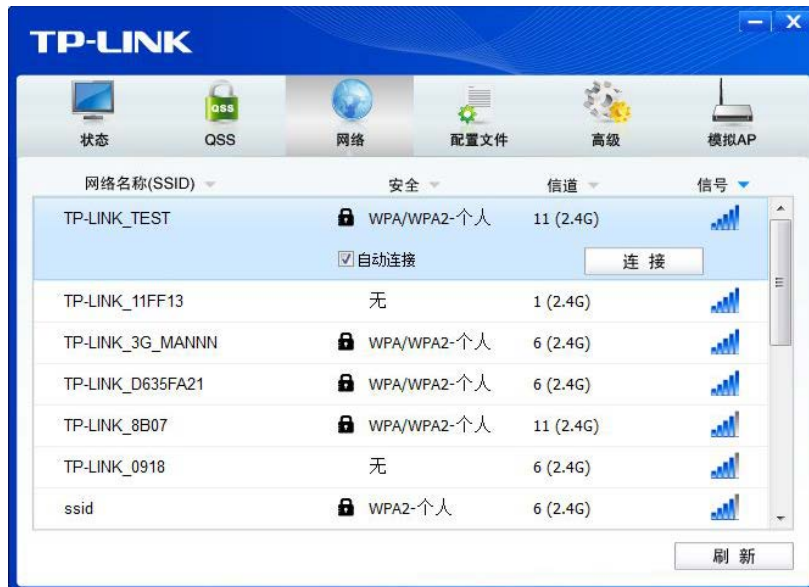 TP-LINK
QSS
状态 QSS 网络 配置文件 高级 模拟AP
网络名称(SSID) 安全 信道 信号
TP-LINK_TEST WPA/WPA2-个人 11 (2.4G)
自动连接 连 接
TP-LINK_11FF13 无 1 (2.4G)
TP-LINK_3G_MANNN WPA/WPA2-个人 6 (2.4G)
TP-LINK_D635FA21 WPA/WPA2-个人 6 (2.4G)
TP-LINK_8B07 WPA/WPA2-个人 11 (2.4G)
TP-LINK_0918 无 6 (2.4G)
ssid WPA2-个人 6 (2.4G)
刷 新